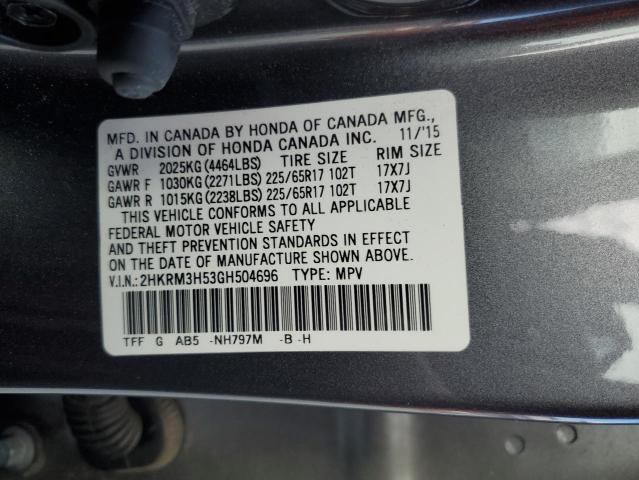 MFD. IN CANADA BY HONDA OF CANADA MFG.,
A DIVISION OF HONDA CANADA INC. 11/'15
GVWR 2025KG (4464LBS) TIRE SIZE RIM SIZE
GAWR F 1030KG (2271LBS) 225/65R17 102T 17X7J
GAWR R 1015KG (2238LBS) 225/65R17 102T 17X7J
THIS VEHICLE CONFORMS TO ALL APPLICABLE
FEDERAL MOTOR VEHICLE SAFETY
AND THEFT PREVENTION STANDARDS IN EFFECT
ON THE DATE OF MANUFACTURE SHOWN ABOVE.
V.I.N.: 2HKRM3H53GH504696 TYPE: MPV
TFF G AB5 -NH797M -B -H